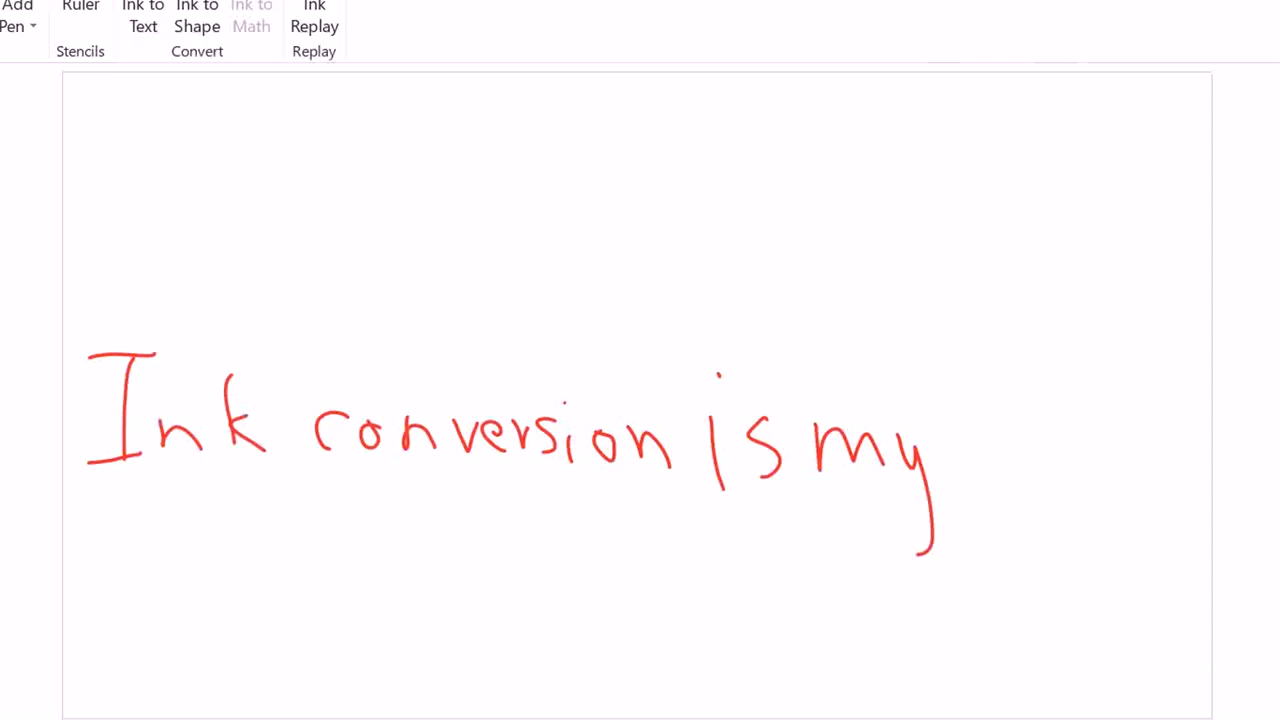 Add Ruler Ink to Ink to Ink to Ink
Pen Text Shape Math Replay
Stencils Convert Replay
Ink conversion is my